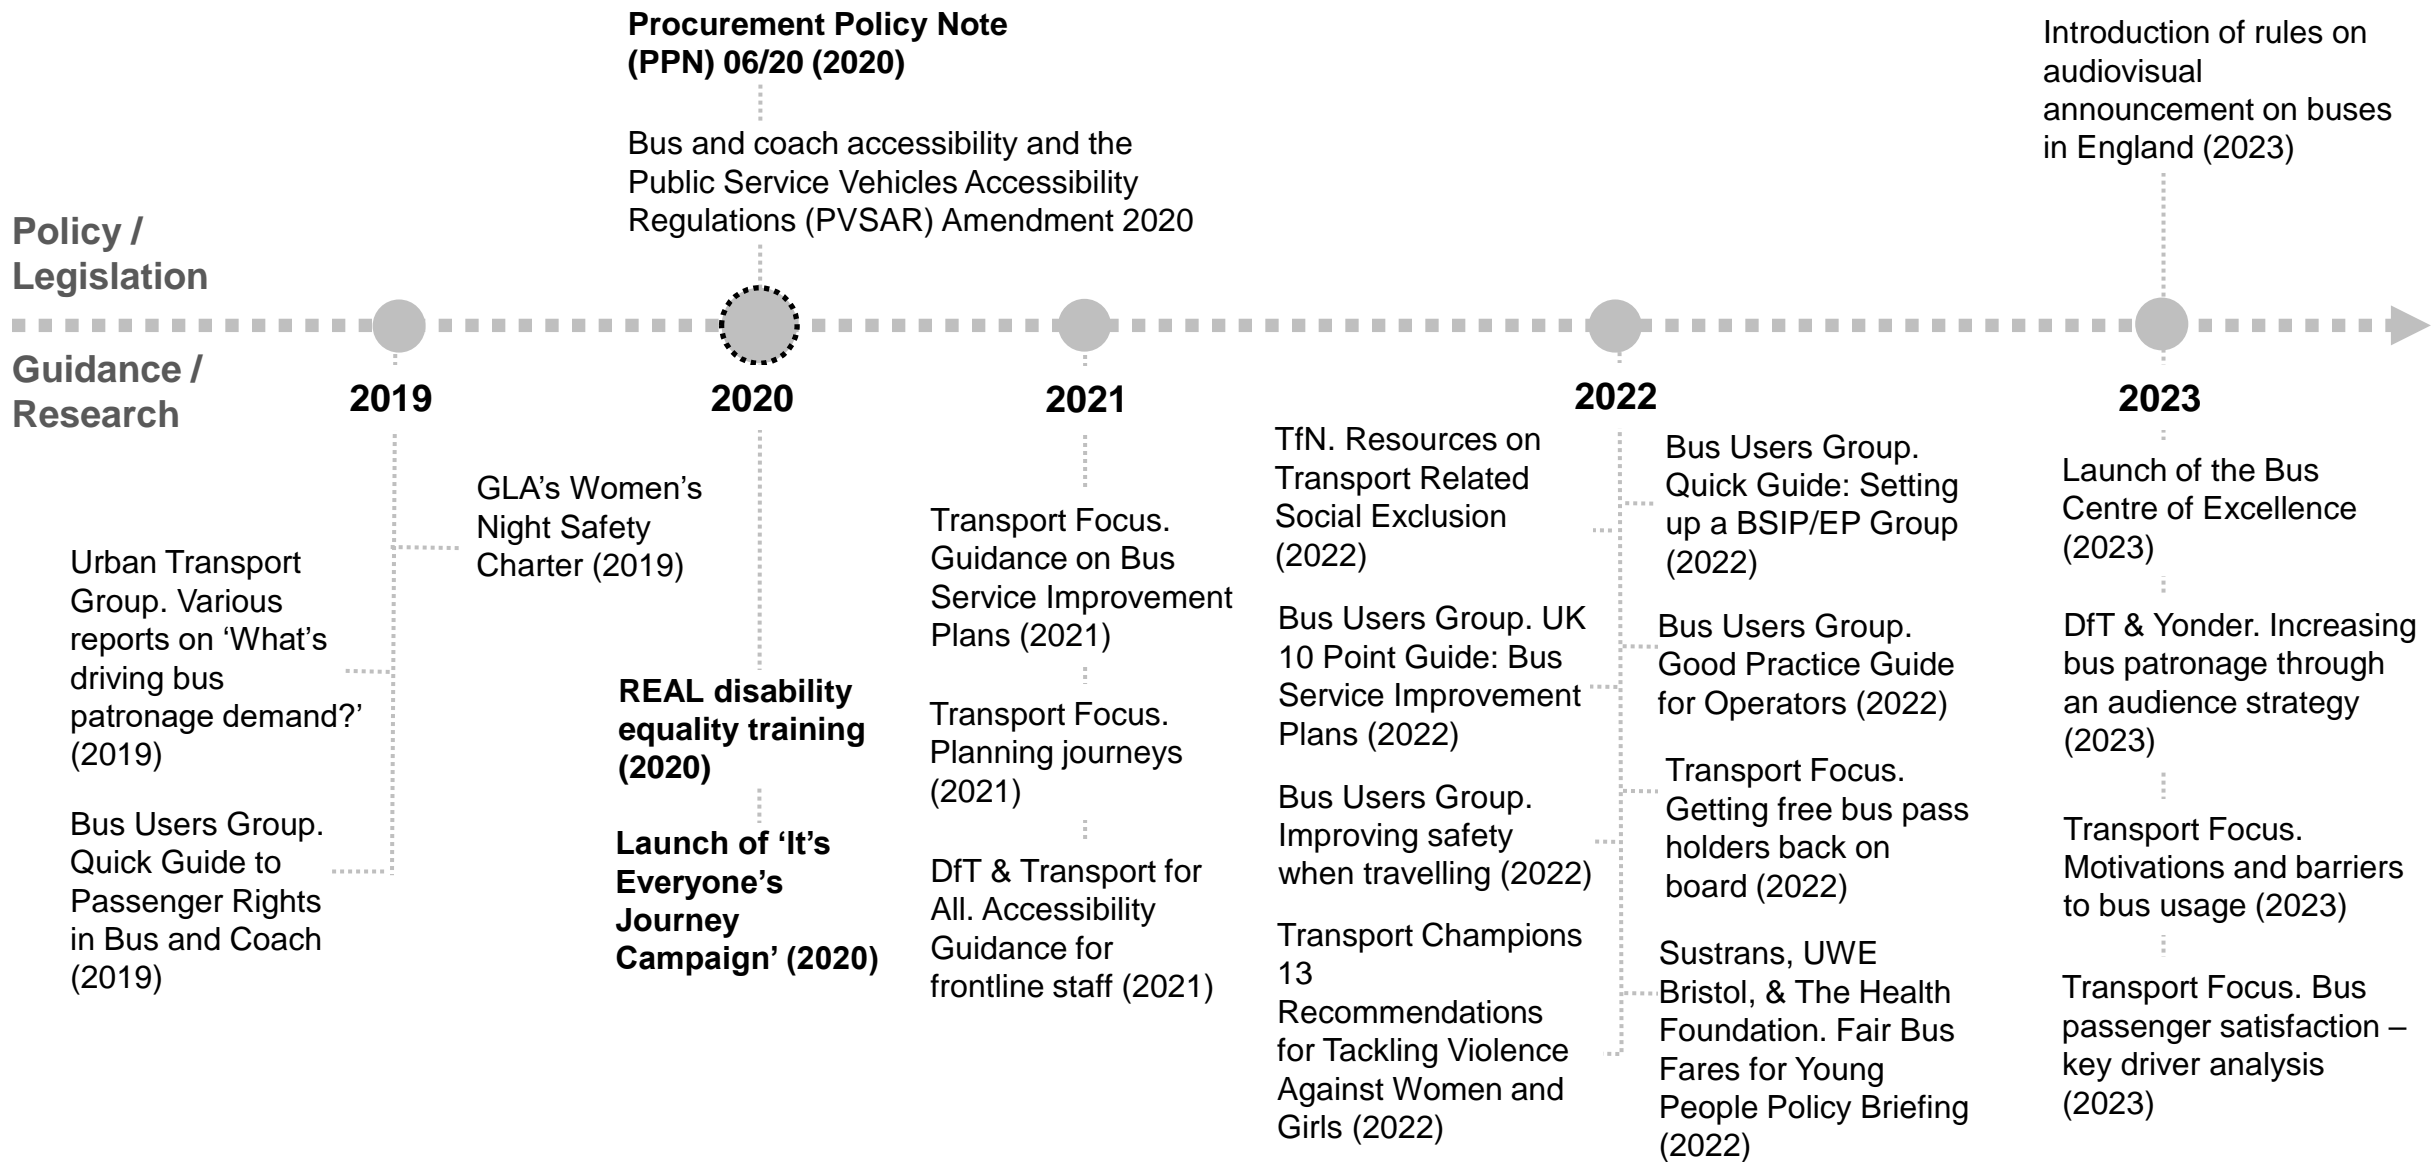 Procurement Policy Note
(PPN) 06/20 (2020)
Bus and coach accessibility and the
Public Service Vehicles Accessibility
Regulations (PVSAR) Amendment 2020
Introduction of rules on
audiovisual
announcement on buses
in England (2023)
Policy /
Legislation
Guidance /
Research
2019
GLA’s Women’s
Night Safety
Charter (2019)
Urban Transport
Group. Various
reports on ‘What’s
driving bus
patronage demand?’
(2019)
Bus Users Group.
Quick Guide to
Passenger Rights
in Bus and Coach
(2019)
2020
REAL disability
equality training
(2020)
Launch of ‘It’s
Everyone’s
Journey
Campaign’ (2020)
2021
Transport Focus.
Guidance on Bus
Service Improvement
Plans (2021)
Transport Focus.
Planning journeys
(2021)
DfT & Transport for
All. Accessibility
Guidance for
frontline staff (2021)
2022
TfN. Resources on
Transport Related
Social Exclusion
(2022)
Bus Users Group. UK
10 Point Guide: Bus
Service Improvement
Plans (2022)
Bus Users Group.
Improving safety
when travelling (2022)
Transport Champions
13
Recommendations
for Tackling Violence
Against Women and
Girls (2022)
Bus Users Group.
Quick Guide: Setting
up a BSIP/EP Group
(2022)
Bus Users Group.
Good Practice Guide
for Operators (2022)
Transport Focus.
Getting free bus pass
holders back on
board (2022)
Sustrans, UWE
Bristol, & The Health
Foundation. Fair Bus
Fares for Young
People Policy Briefing
(2022)
2023
Launch of the Bus
Centre of Excellence
(2023)
DfT & Yonder. Increasing
bus patronage through
an audience strategy
(2023)
Transport Focus.
Motivations and barriers
to bus usage (2023)
Transport Focus. Bus
passenger satisfaction –
key driver analysis
(2023)